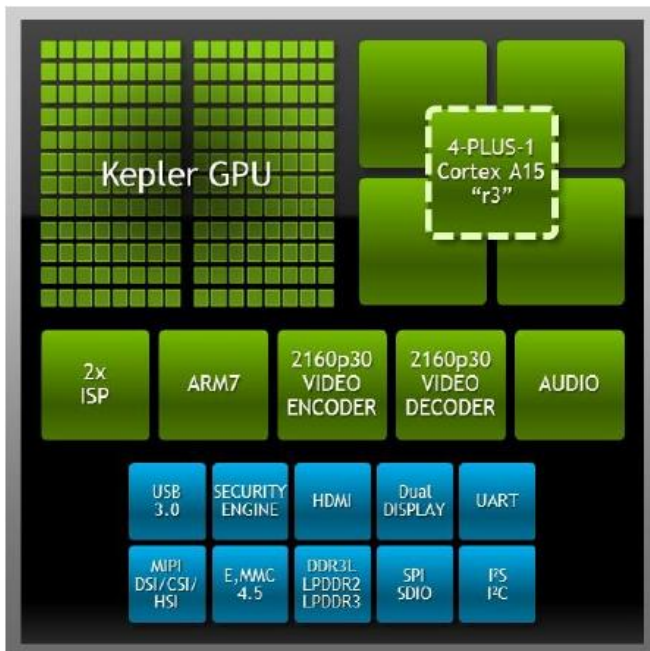 Kepler GPU
4-PLUS-1
Cortex A15
“r3”
2x
ISP
ARM7
2160p30
VIDEO
ENCODER
2160p30
VIDEO
DECODER
AUDIO
USB
3.0
SECURITY
ENGINE
HDMI
Dual
DISPLAY
UART
MIPI
DSI/CSI/
HSI
E,MMC
4.5
DDR3L
LPDDR2
LPDDR3
SPI
SDIO
I²S
I²C